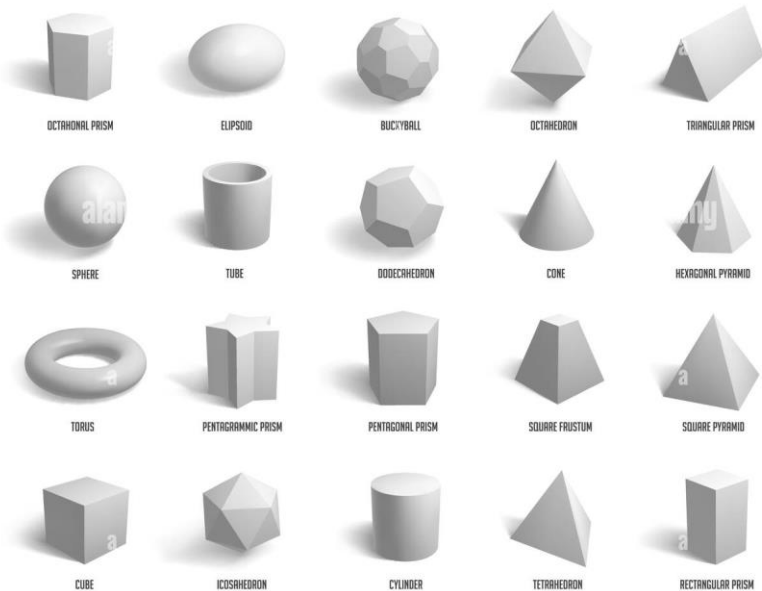 OCTAHONAL PRISM
ELIPSOID
BUCKYBALL
OCTAHEDRON
TRIANGULAR PRISM
SPHERE
TUBE
DODECAHEDRON
CONE
HEXAGONAL PYRAMID
TORUS
PENTAGRAMMIC PRISM
PENTAGONAL PRISM
SQUARE FRUSTUM
SQUARE PYRAMID
CUBE
ICOSAHEDRON
CYLINDER
TETRAHEDRON
RECTANGULAR PRISM